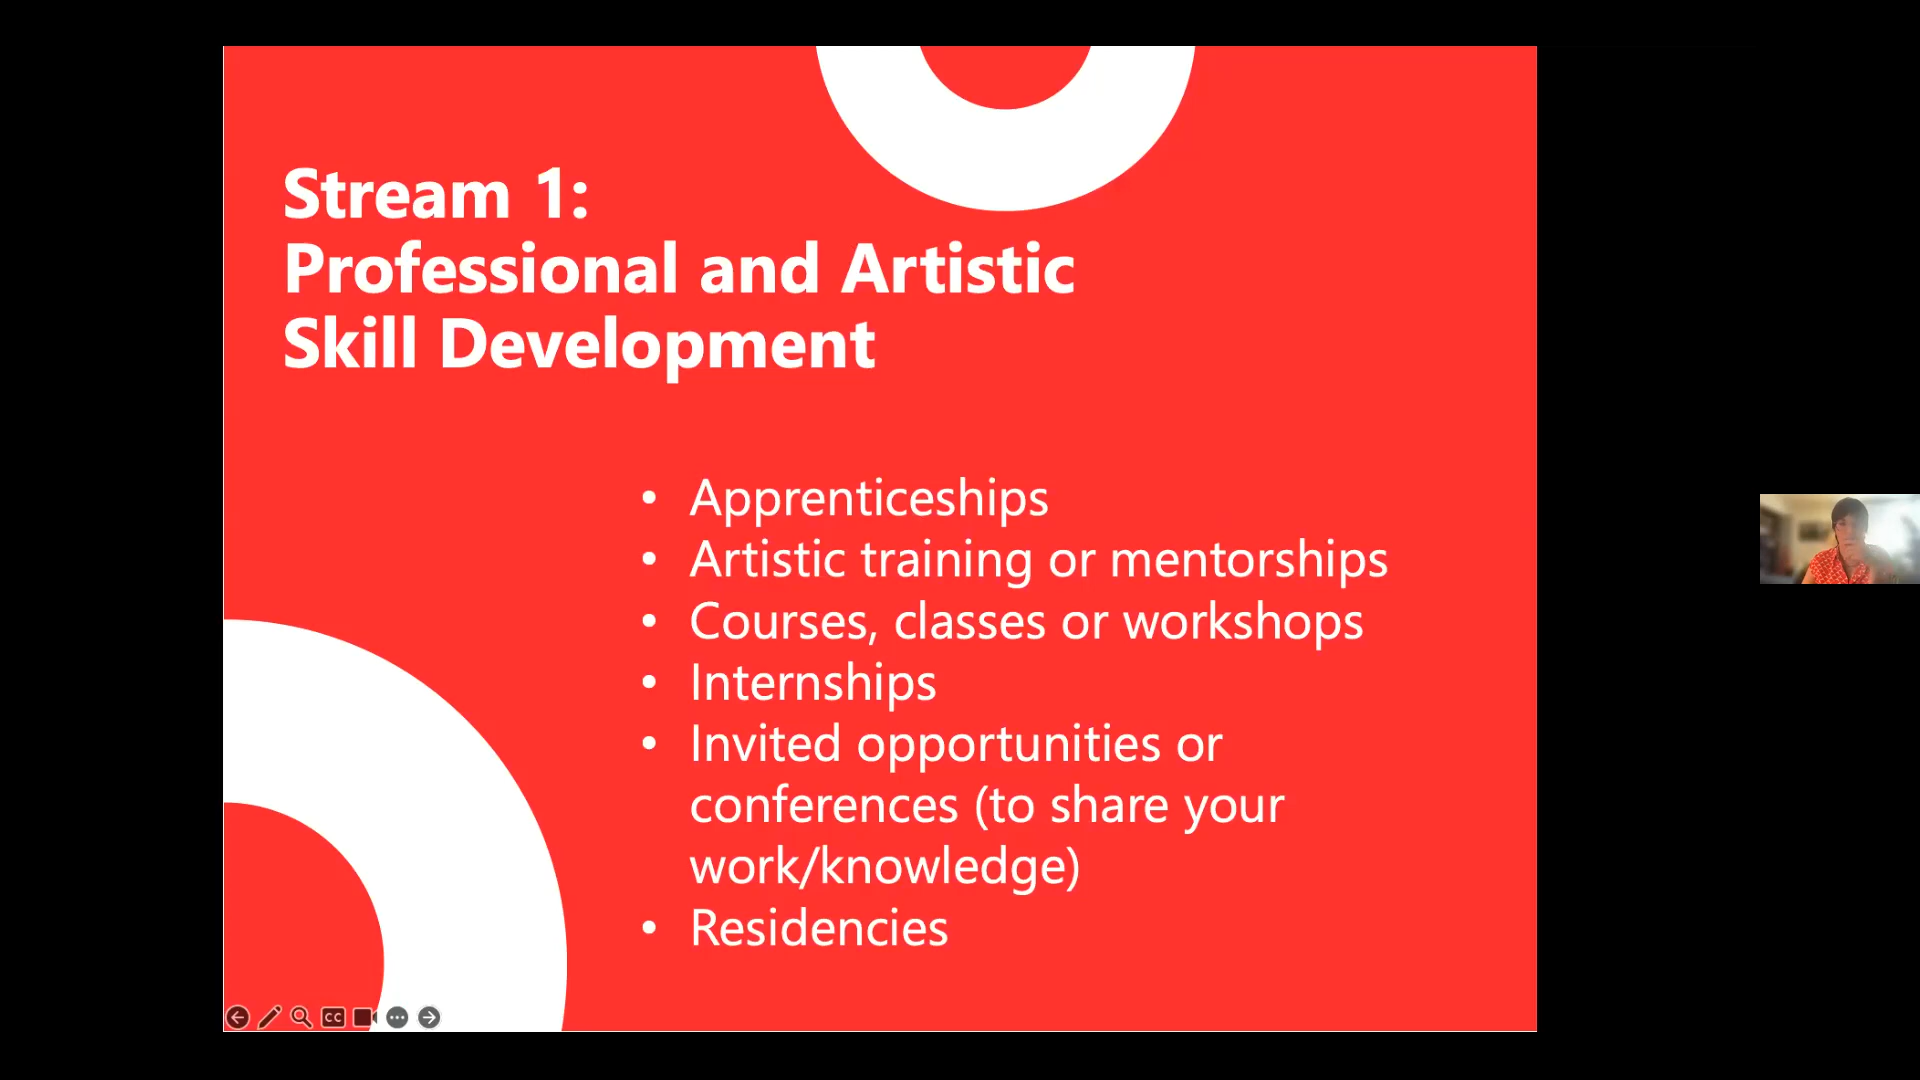 Stream 1:
Professional and Artistic
Skill Development
• Apprenticeships
• Artistic training or mentorships
• Courses, classes or workshops
• Internships
• Invited opportunities or
conferences (to share your
work/knowledge)
• Residencies
CC